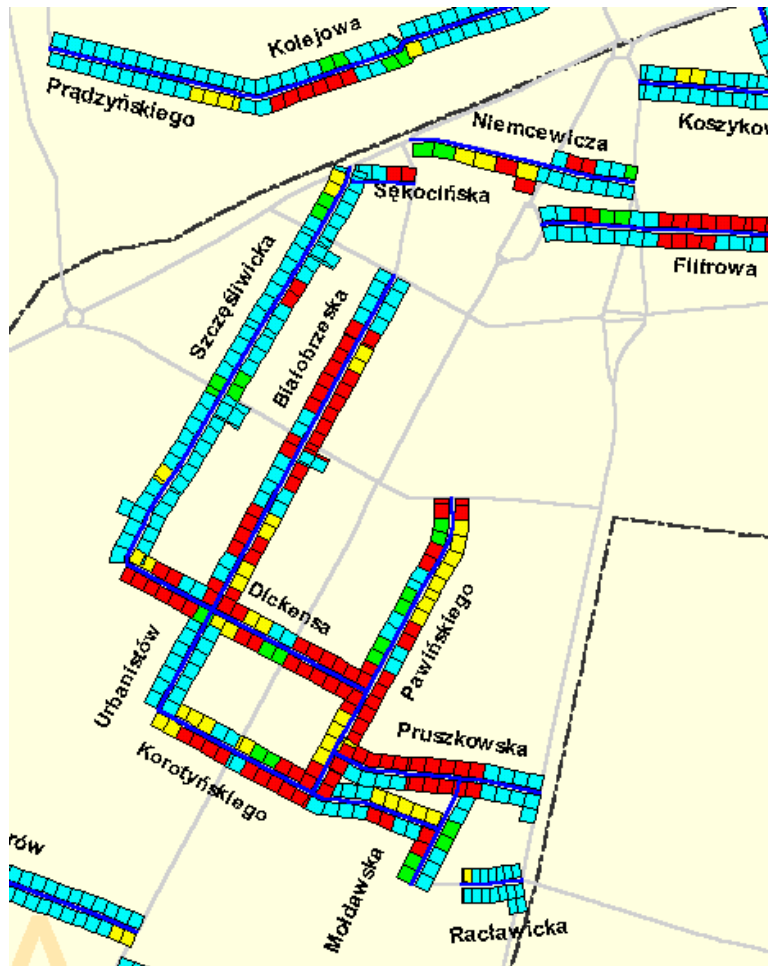 Kolejowa
Prądzyńskiego
Niemcewicza
Koszykow
Sękocińska
Filtrowa
Szczęśliwicka
Białobrzeska
Dickensa
Pawińskiego
Urbanistów
Pruszkowska
Korotyńskiego
rów
Mołdawska
Racławicka